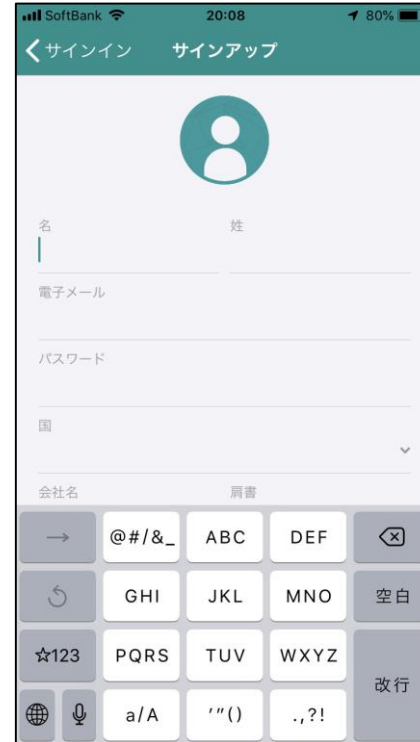 SoftBank 20:08 80%
サインイン サインアップ
名 姓
電子メール
パスワード
国
会社名 肩書
→ @#/&_ ABC DEF
GHI JKL MNO 空白
☆123 PQRS TUV WXYZ
改行
a/A '"() .,?!